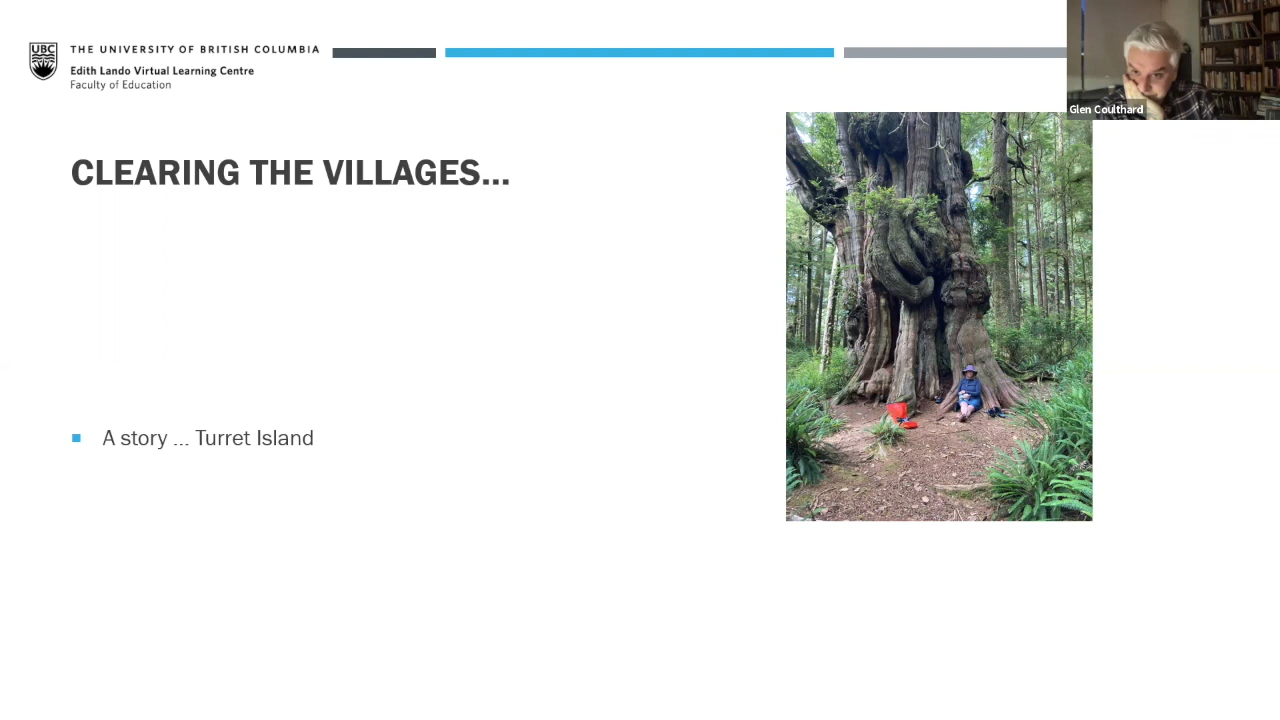 UBC
THE UNIVERSITY OF BRITISH COLUMBIA
Edith Lando Virtual Learning Centre
Faculty of Education
Glen Coulthard
CLEARING THE VILLAGES...
A story ... Turret Island